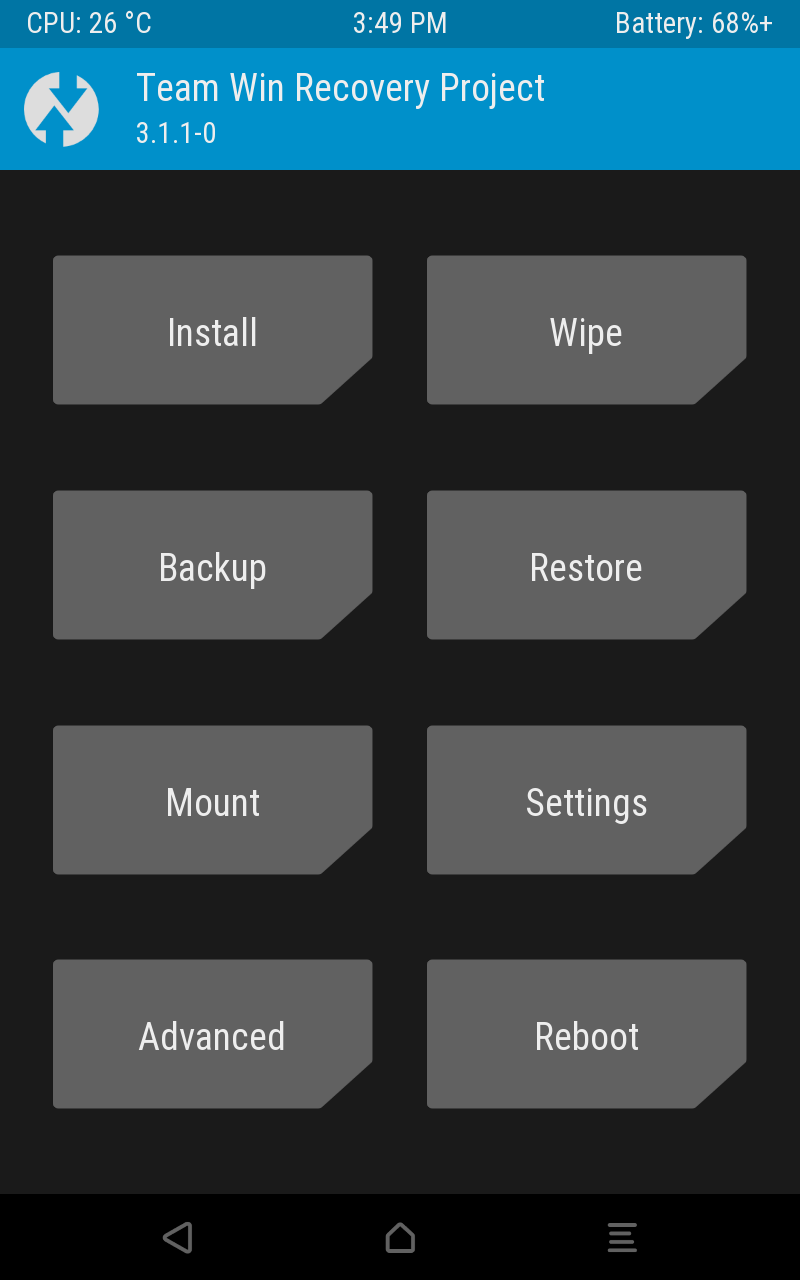 CPU: 26 °C 3:49 PM Battery: 68%+
Team Win Recovery Project
3.1.1-0
Install Wipe
Backup Restore
Mount Settings
Advanced Reboot